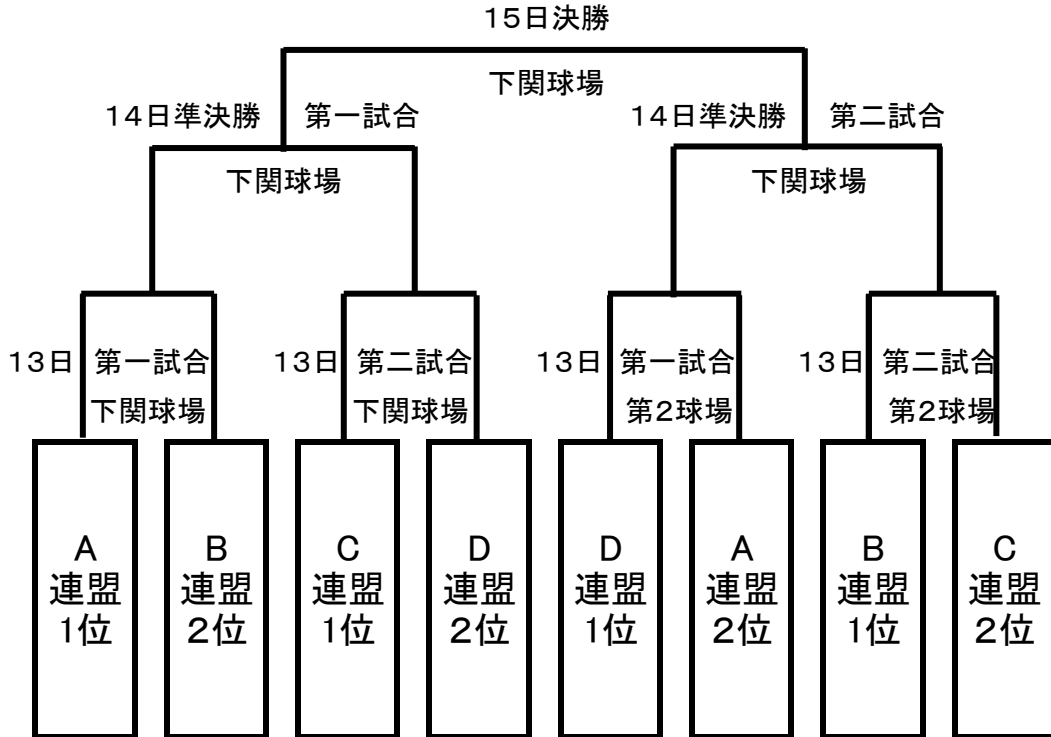 15日決勝
下関球場
14日準決勝 第一試合
14日準決勝 第二試合
下関球場
下関球場
13日 第一試合
下関球場
13日 第二試合
下関球場
13日 第一試合
第2球場
13日 第二試合
第2球場
A
連盟
1位
B
連盟
2位
C
連盟
1位
D
連盟
2位
D
連盟
1位
A
連盟
2位
B
連盟
1位
C
連盟
2位